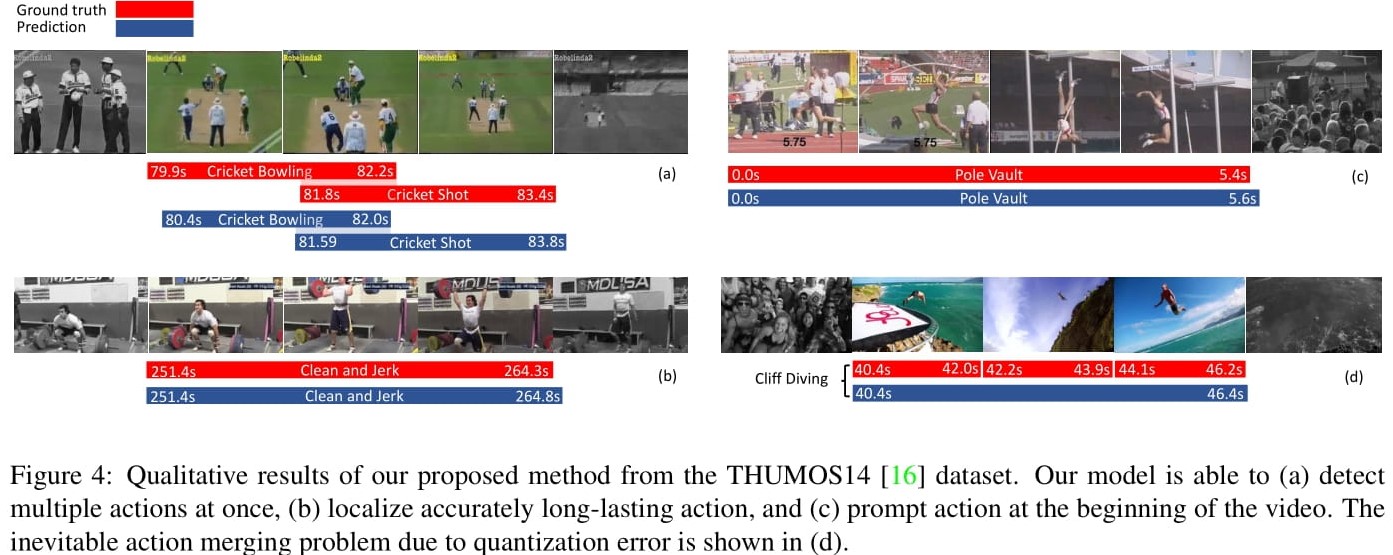 Ground truth
Prediction
RobelindaR
RobelindaR
RobelindaR
RobelindaR
79.9s Cricket Bowling 82.2s
(a)
81.8s Cricket Shot 83.4s
80.4s Cricket Bowling 82.0s
81.59 Cricket Shot 83.8s
5.75
5.75
0.0s Pole Vault 5.4s
(c)
0.0s Pole Vault 5.6s
251.4s Clean and Jerk 264.3s
(b)
251.4s Clean and Jerk 264.8s
Cliff Diving
40.4s 42.0s 42.2s 43.9s 44.1s 46.2s
(d)
40.4s 46.4s
Figure 4: Qualitative results of our proposed method from the THUMOS14 [16] dataset. Our model is able to (a) detect
multiple actions at once, (b) localize accurately long-lasting action, and (c) prompt action at the beginning of the video. The
inevitable action merging problem due to quantization error is shown in (d).